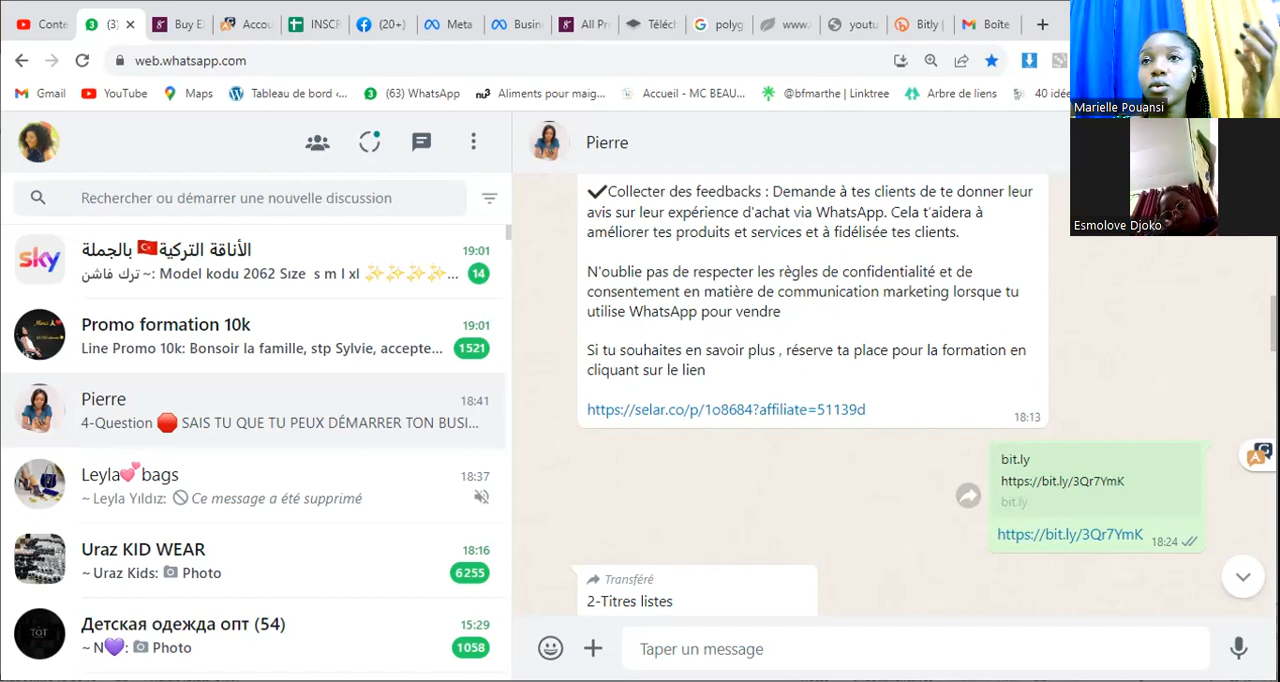 Conte
(3)
Buy E
Accou
INSCR
(20+)
Meta
Busin
All Pr
Téléch
polyg
www.
youtu
Bitly |
Boîte
web.whatsapp.com
Gmail
YouTube
Maps
Tableau de bord ‹...
(63) WhatsApp
Aliments pour maig...
Accueil - MC BEAU...
@bfmarthe | Linktree
Arbre de liens
40 idée
Marielle Pouansi
Esmolove Djoko
Rechercher ou démarrer une nouvelle discussion
sky
الأناقة التركية🇹🇷 بالجملة
19:01
ترك فاشن ~: Model kodu 2062 Sıze s m l xl ✨✨✨✨...
14
Promo formation 10k
19:01
Line Promo 10k: Bonsoir la famille, stp Sylvie, accepte...
1521
Pierre
18:41
4-Question 🛑 SAIS TU QUE TU PEUX DÉMARRER TON BUSI...
Leyla💕bags
18:37
~ Leyla Yıldız: Ce message a été supprimé
Uraz KID WEAR
18:16
~ Uraz Kids: Photo
6255
TOT
Детская одежда опт (54)
15:29
~ N💜: Photo
1058
Pierre
✔Collecter des feedbacks : Demande à tes clients de te donner leur
avis sur leur expérience d'achat via WhatsApp. Cela t'aidera à
améliorer tes produits et services et à fidélisée tes clients.
N'oublie pas de respecter les règles de confidentialité et de
consentement en matière de communication marketing lorsque tu
utilise WhatsApp pour vendre
Si tu souhaites en savoir plus , réserve ta place pour la formation en
cliquant sur le lien
https://selar.co/p/1o8684?affiliate=51139d
18:13
bit.ly
https://bit.ly/3Qr7YmK
bit.ly
https://bit.ly/3Qr7YmK
18:24
Transféré
2-Titres listes
Taper un message